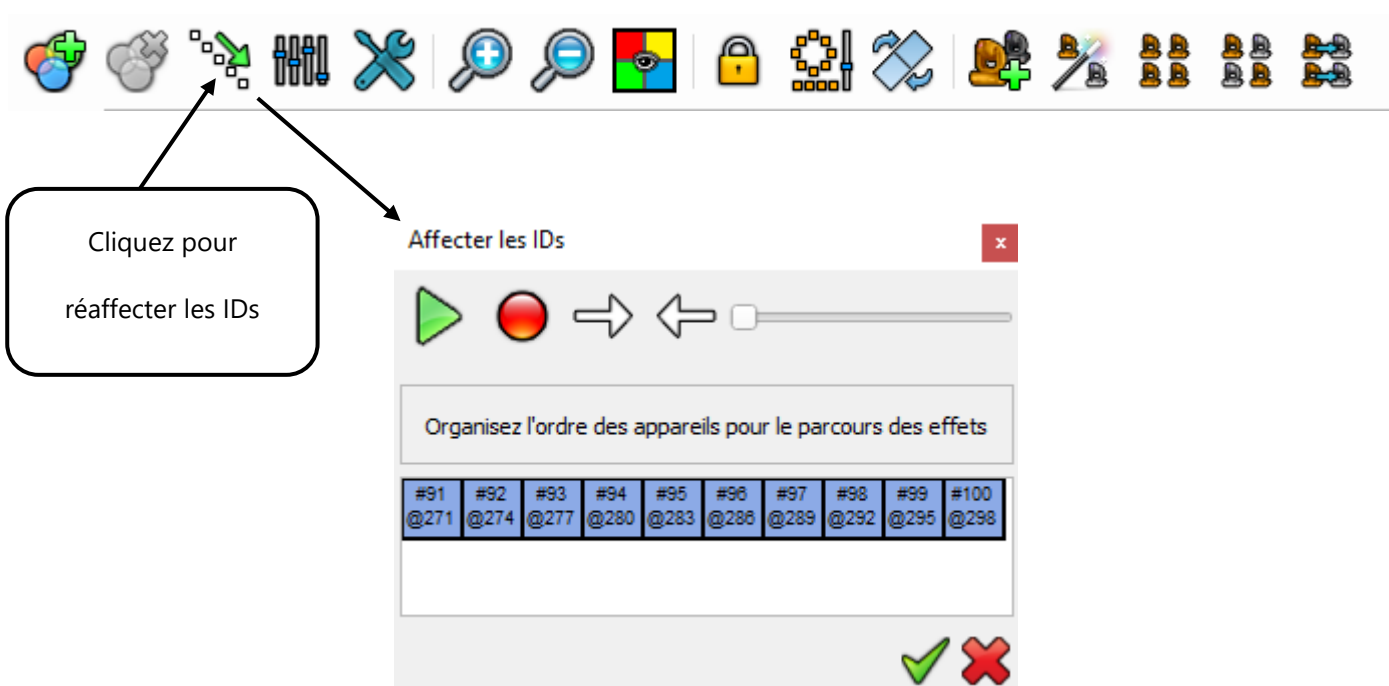 Cliquez pour
réaffecter les IDs
Affecter les IDs
x
Organisez l'ordre des appareils pour le parcours des effets
#91 #92 #93 #94 #95 #96 #97 #98 #99 #100
@271 @274 @277 @280 @283 @286 @289 @292 @295 @298